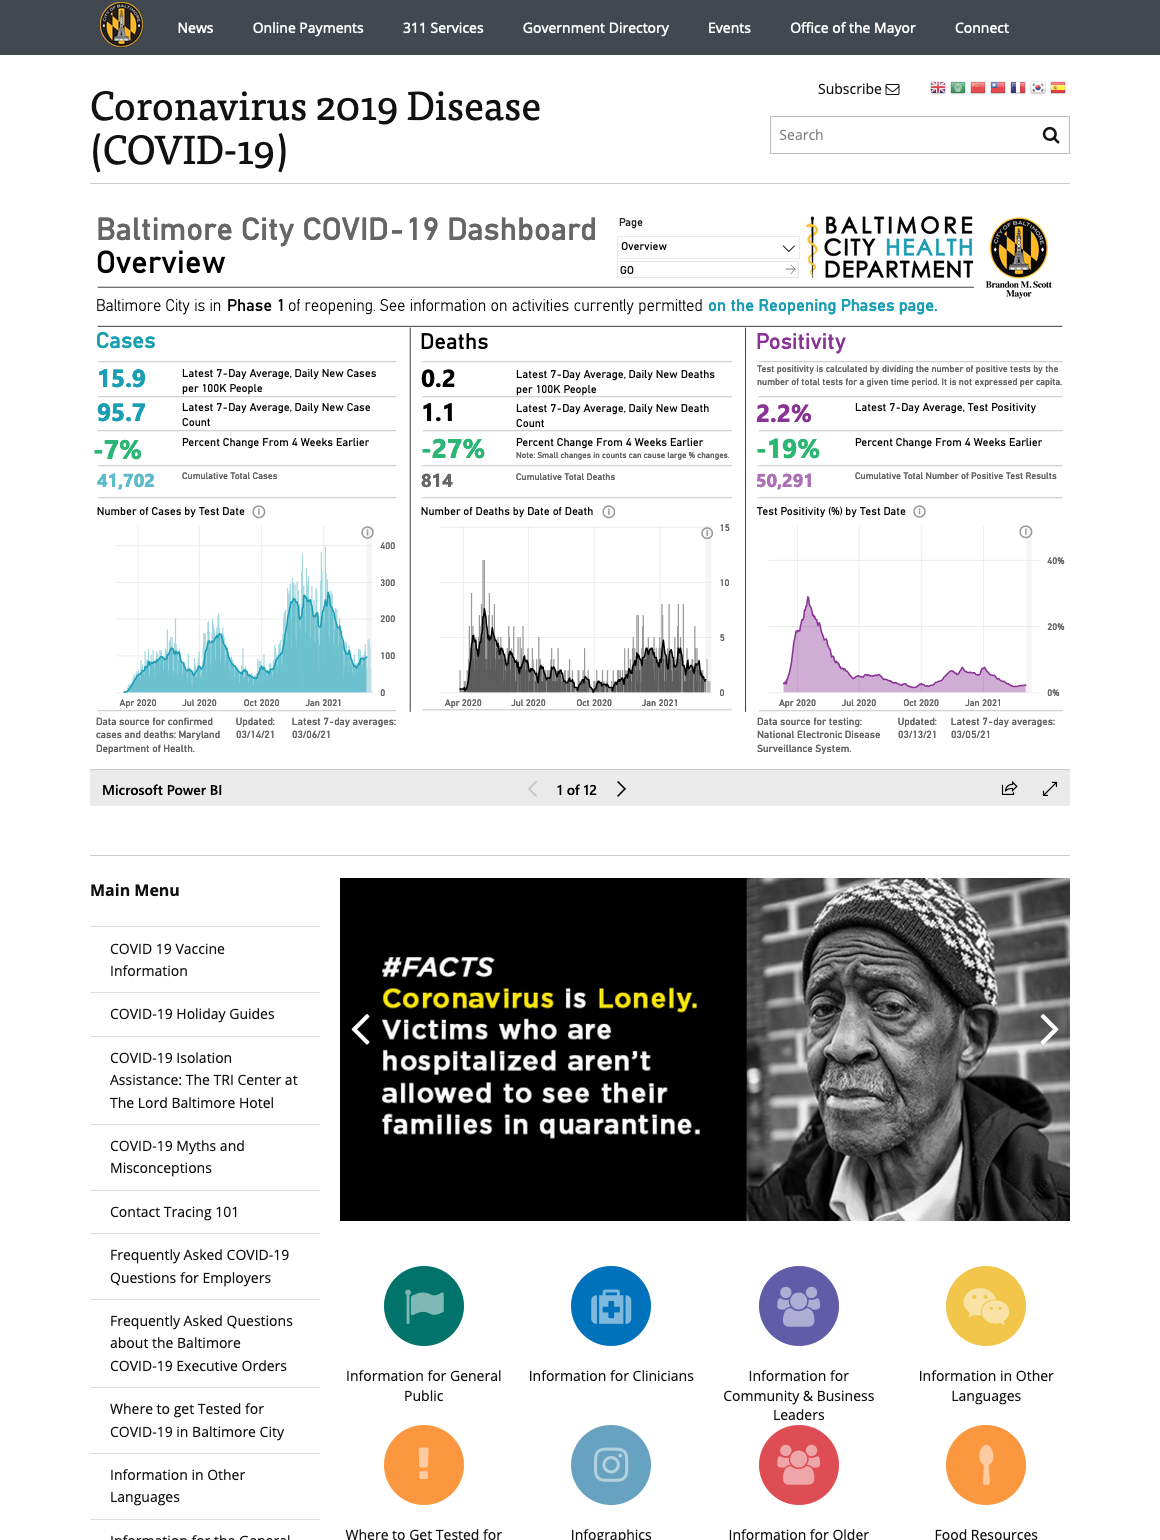 News
Online Payments
311 Services
Government Directory
Events
Office of the Mayor
Connect
Subscribe
Coronavirus 2019 Disease
(COVID-19)
Search
Baltimore City COVID-19 Dashboard
Overview
Page
Overview
GO
BALTIMORE
CITY HEALTH
DEPARTMENT
Brandon M. Scott
Mayor
Baltimore City is in Phase 1 of reopening. See information on activities currently permitted on the Reopening Phases page.
Cases
15.9
Latest 7-Day Average, Daily New Cases
per 100K People
95.7
Latest 7-Day Average, Daily New Case
Count
-7%
Percent Change From 4 Weeks Earlier
41,702
Cumulative Total Cases
Number of Cases by Test Date
400
300
200
100
0
Apr 2020
Jul 2020
Oct 2020
Jan 2021
Data source for confirmed
cases and deaths: Maryland
Department of Health.
Updated:
03/14/21
Latest 7-day averages:
03/06/21
Deaths
0.2
Latest 7-Day Average, Daily New Deaths
per 100K People
1.1
Latest 7-Day Average, Daily New Death
Count
-27%
Percent Change From 4 Weeks Earlier
Note: Small changes in counts can cause large % changes.
814
Cumulative Total Deaths
Number of Deaths by Date of Death
15
10
5
0
Apr 2020
Jul 2020
Oct 2020
Jan 2021
Positivity
Test positivity is calculated by dividing the number of positive tests by the
number of total tests for a given time period. It is not expressed per capita.
2.2%
Latest 7-Day Average, Test Positivity
-19%
Percent Change From 4 Weeks Earlier
50,291
Cumulative Total Number of Positive Test Results
Test Positivity (%) by Test Date
40%
20%
0%
Apr 2020
Jul 2020
Oct 2020
Jan 2021
Data source for testing:
National Electronic Disease
Surveillance System.
Updated:
03/13/21
Latest 7-day averages:
03/05/21
Microsoft Power BI
1 of 12
Main Menu
COVID 19 Vaccine
Information
COVID-19 Holiday Guides
COVID-19 Isolation
Assistance: The TRI Center at
The Lord Baltimore Hotel
COVID-19 Myths and
Misconceptions
Contact Tracing 101
Frequently Asked COVID-19
Questions for Employers
Frequently Asked Questions
about the Baltimore
COVID-19 Executive Orders
Where to get Tested for
COVID-19 in Baltimore City
Information in Other
Languages
Information for the General
#FACTS
Coronavirus is Lonely.
Victims who are
hospitalized aren't
allowed to see their
families in quarantine.
Information for General
Public
Information for Clinicians
Information for
Community & Business
Leaders
Information in Other
Languages
Where to Get Tested for
Infographics
Information for Older
Food Resources